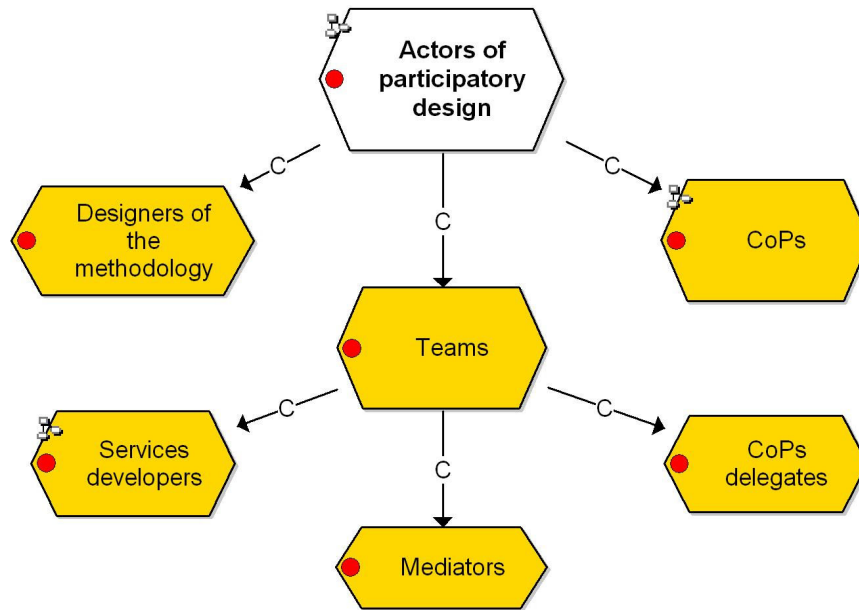 Actors of
participatory
design
C
C
C
Designers of
the
methodology
CoPs
Teams
C
C
C
Services
developers
CoPs
delegates
Mediators